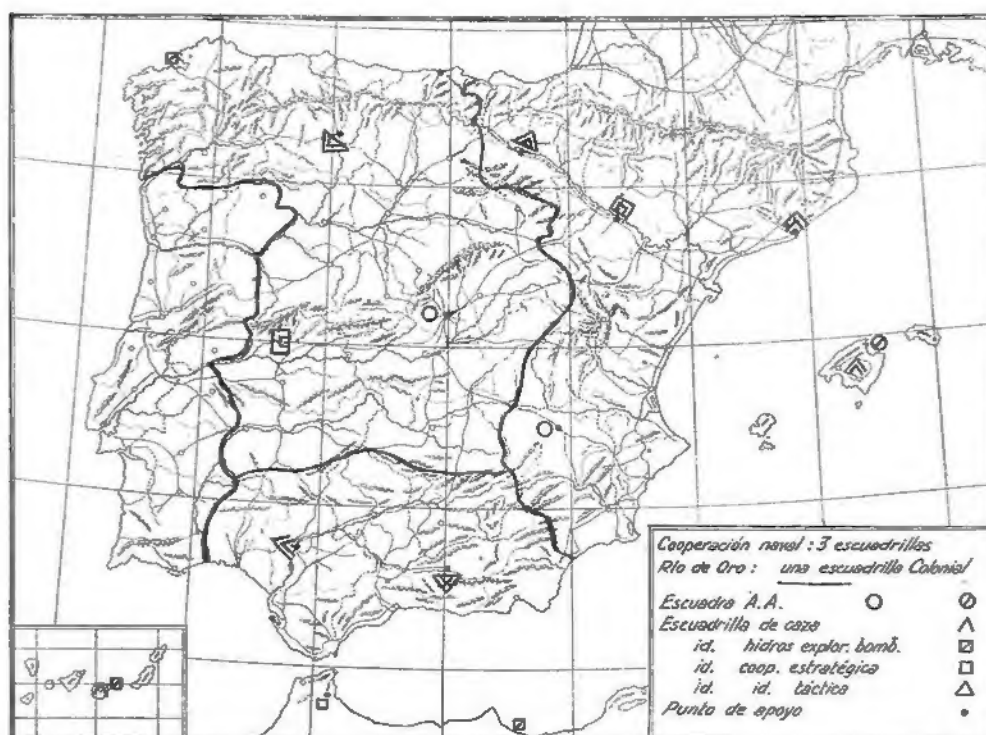 Cooperación naval : 3 escuadrillas
Río de Oro : una escuadrilla Colonial
Escuadra A.A.
Escuadrilla de caza
id. hidros explor. bomb.
id. coop. estratégica
id. id. táctica
Punto de apoyo